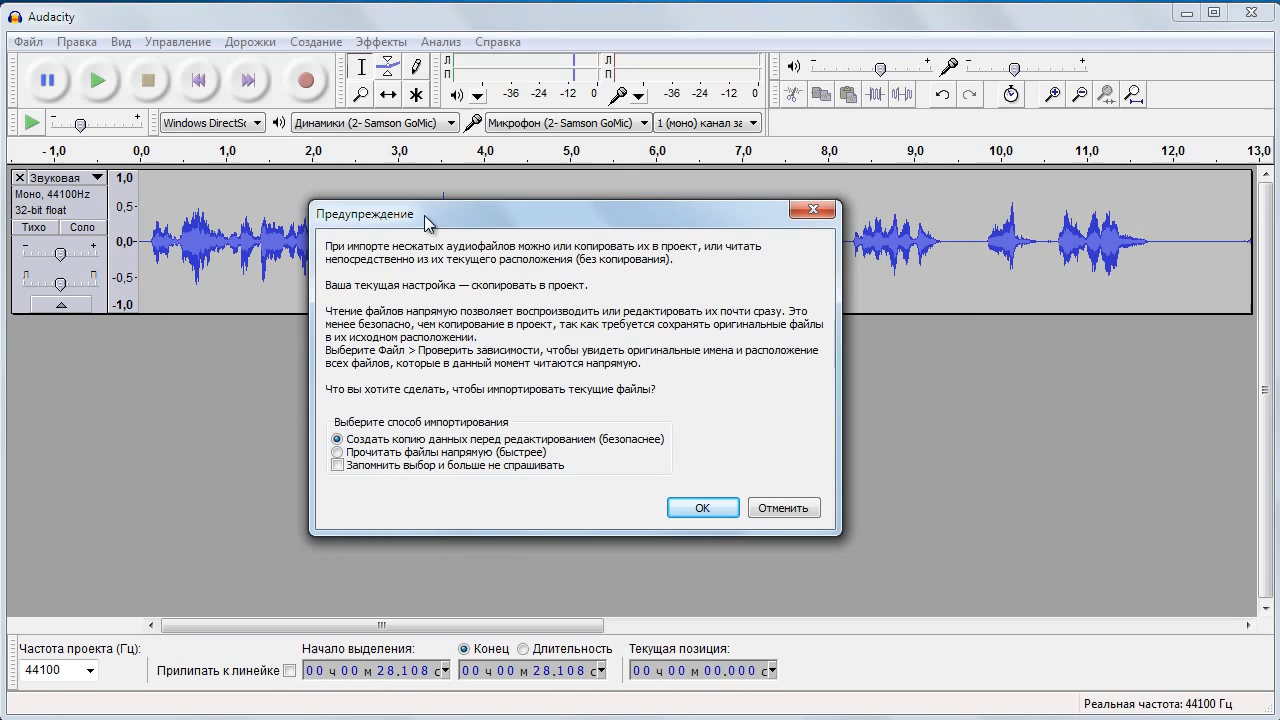 Audacity
Файл Правка Вид Управление Дорожки Создание Эффекты Анализ Справка
Л
П
-36 -24 -12 0
Л
П
-36 -24 -12 0
Windows DirectSo
Динамики (2- Samson GoMic)
Микрофон (2- Samson GoMic)
1 (моно) канал за
- 1,0 0,0 1,0 2,0 3,0 4,0 5,0 6,0 7,0 8,0 9,0 10,0 11,0 12,0 13,0
Звуковая
Моно, 44100Hz
32-bit float
Тихо Соло
- +
Л П
1,0
0,5-
0,0-
-0,5-
-1,0
Предупреждение
При импорте несжатых аудиофайлов можно или копировать их в проект, или читать
непосредственно из их текущего расположения (без копирования).
Ваша текущая настройка — скопировать в проект.
Чтение файлов напрямую позволяет воспроизводить или редактировать их почти сразу. Это
менее безопасно, чем копирование в проект, так как требуется сохранять оригинальные файлы
в их исходном расположении.
Выберите Файл > Проверить зависимости, чтобы увидеть оригинальные имена и расположение
всех файлов, которые в данный момент читаются напрямую.
Что вы хотите сделать, чтобы импортировать текущие файлы?
Выберите способ импортирования
Создать копию данных перед редактированием (безопаснее)
Прочитать файлы напрямую (быстрее)
Запомнить выбор и больше не спрашивать
OK Отменить
Частота проекта (Гц):
44100
Прилипать к линейке
Начало выделения:
00 ч 00 м 28.108 с
Конец Длительность
00 ч 00 м 28.108 с
Текущая позиция:
00 ч 00 м 00.000 с
Реальная частота: 44100 Гц